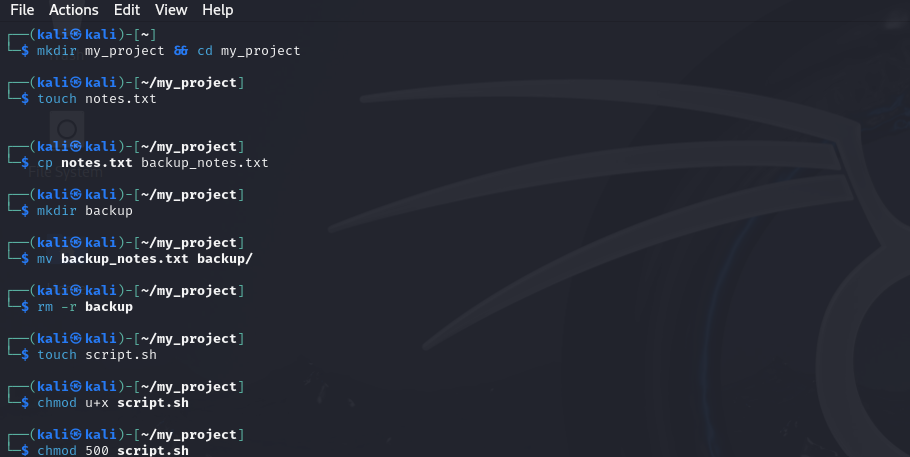 File Actions Edit View Help
┌──(kali㉿kali)-[~]
└─$ mkdir my_project && cd my_project
┌──(kali㉿kali)-[~/my_project]
└─$ touch notes.txt
┌──(kali㉿kali)-[~/my_project]
└─$ cp notes.txt backup_notes.txt
File System
┌──(kali㉿kali)-[~/my_project]
└─$ mkdir backup
┌──(kali㉿kali)-[~/my_project]
└─$ mv backup_notes.txt backup/
┌──(kali㉿kali)-[~/my_project]
└─$ rm -r backup
┌──(kali㉿kali)-[~/my_project]
└─$ touch script.sh
┌──(kali㉿kali)-[~/my_project]
└─$ chmod u+x script.sh
┌──(kali㉿kali)-[~/my_project]
└─$ chmod 500 script.sh